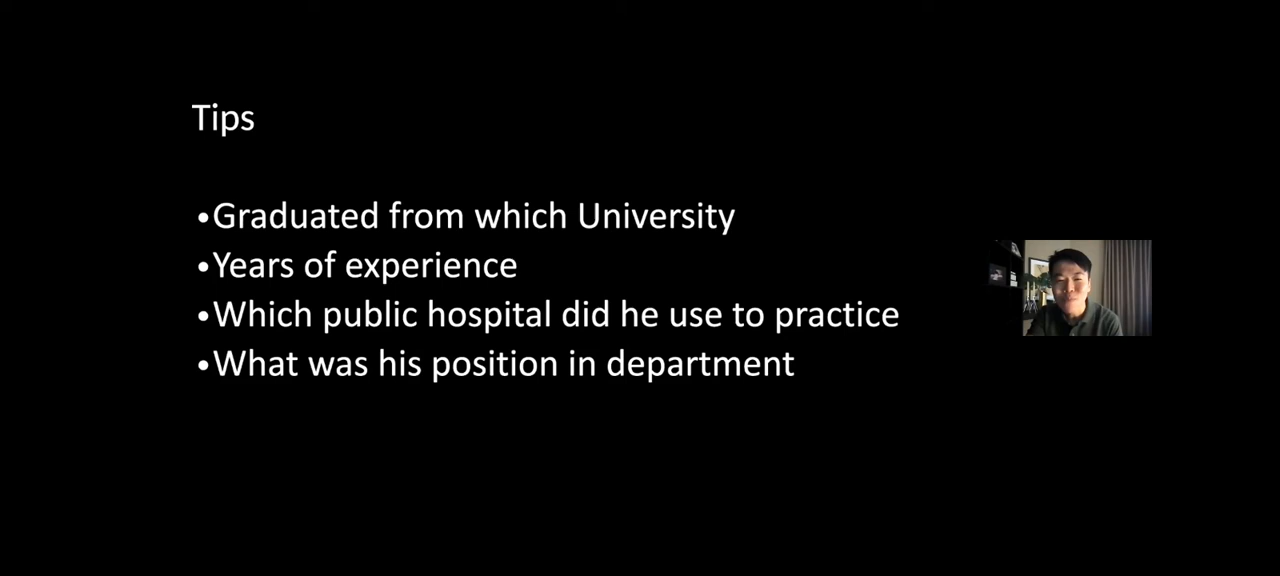 Tips
•Graduated from which University
•Years of experience
•Which public hospital did he use to practice
•What was his position in department